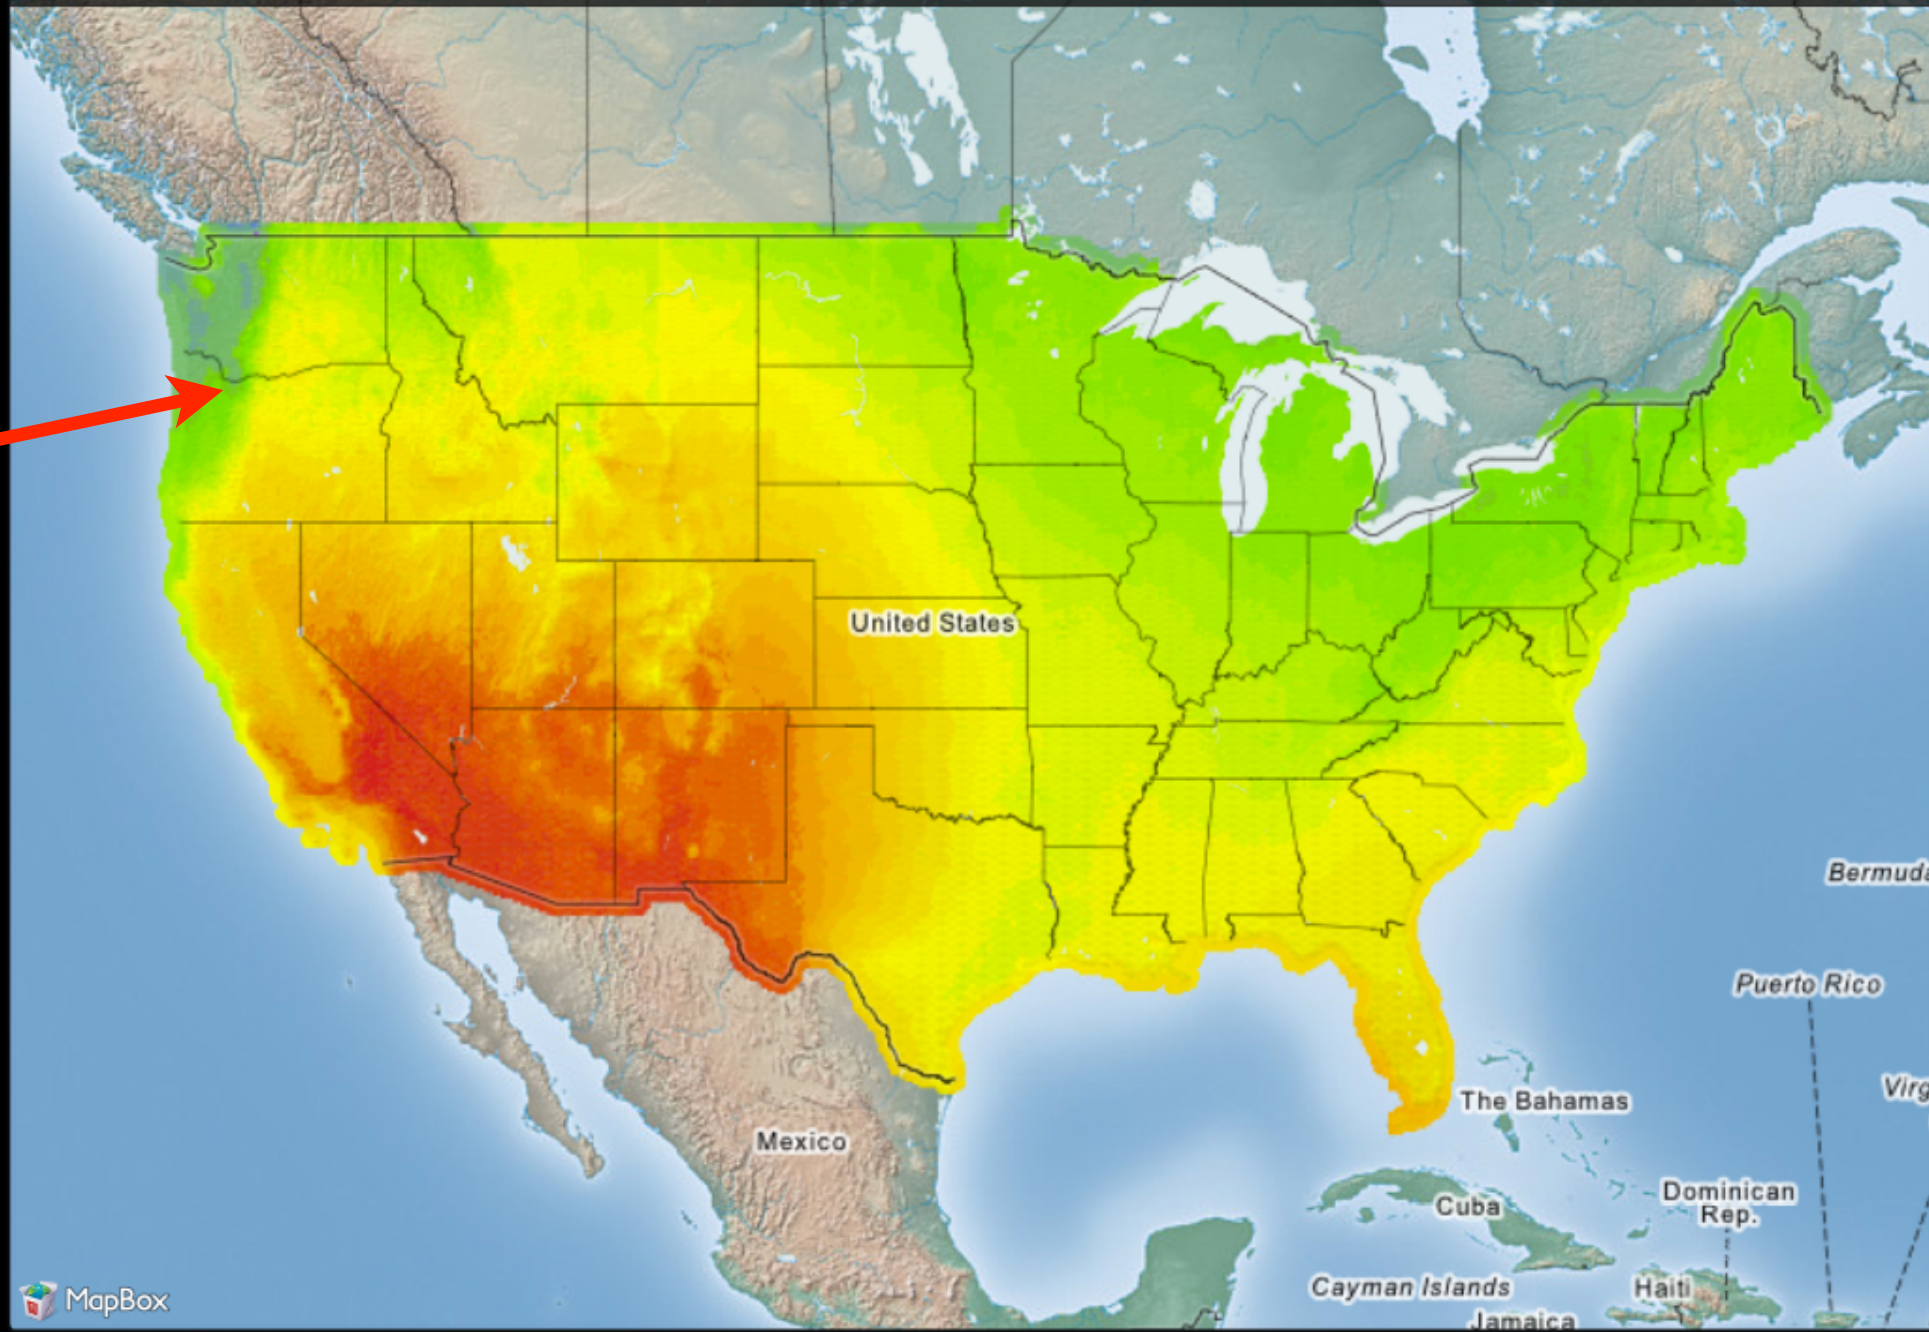 United States
Bermuda
Puerto Rico
Virg
The Bahamas
Mexico
Dominican
Rep.
Cuba
Cayman Islands
Haiti
Jamaica
MapBox